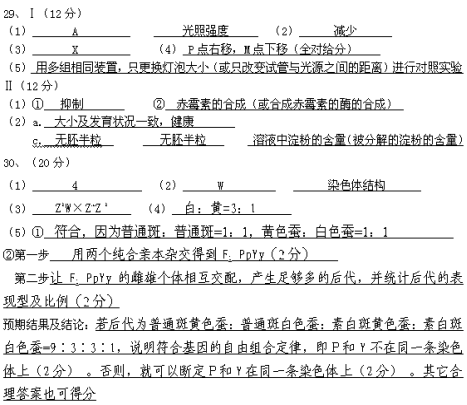 29、Ⅰ(12分)
(1) A 光照强度 (2) 减少
(3) X (4) P点右移，M点下移(全对给分)
(5) 用多组相同装置，只更换灯泡大小(或只改变试管与光源之间的距离)进行对照实验
Ⅱ(12分)
(1)① 抑制 ② 赤霉素的合成(或合成赤霉素的酶的合成)
(2)a. 大小及发育状况一致，健康
c. 无胚半粒 无胚半粒 溶液中淀粉的含量(被分解的淀粉的含量)
30、(20分)
(1) 4 (2) W 染色体结构
(3) (4) 白：黄=3：1
(5)① 符合，因为普通斑：普通斑=1：1，黄色蚕：白色蚕=1：1
②第一步 用两个纯合亲本杂交得到F₁ PpYy(2分)
第二步让F₁ PpYy的雌雄个体相互交配，产生足够多的后代，并统计后代的表
现型及比例(2分)
预期结果及结论：若后代为普通斑黄色蚕：普通斑白色蚕：素白斑黄色蚕：素白斑
白色蚕=9：3：3：1，说明符合基因的自由组合定律，即P和Y不在同一条染色
体上(2分)。否则，就可以断定P和Y在同一条染色体上(2分)。其它合
理答案也可得分